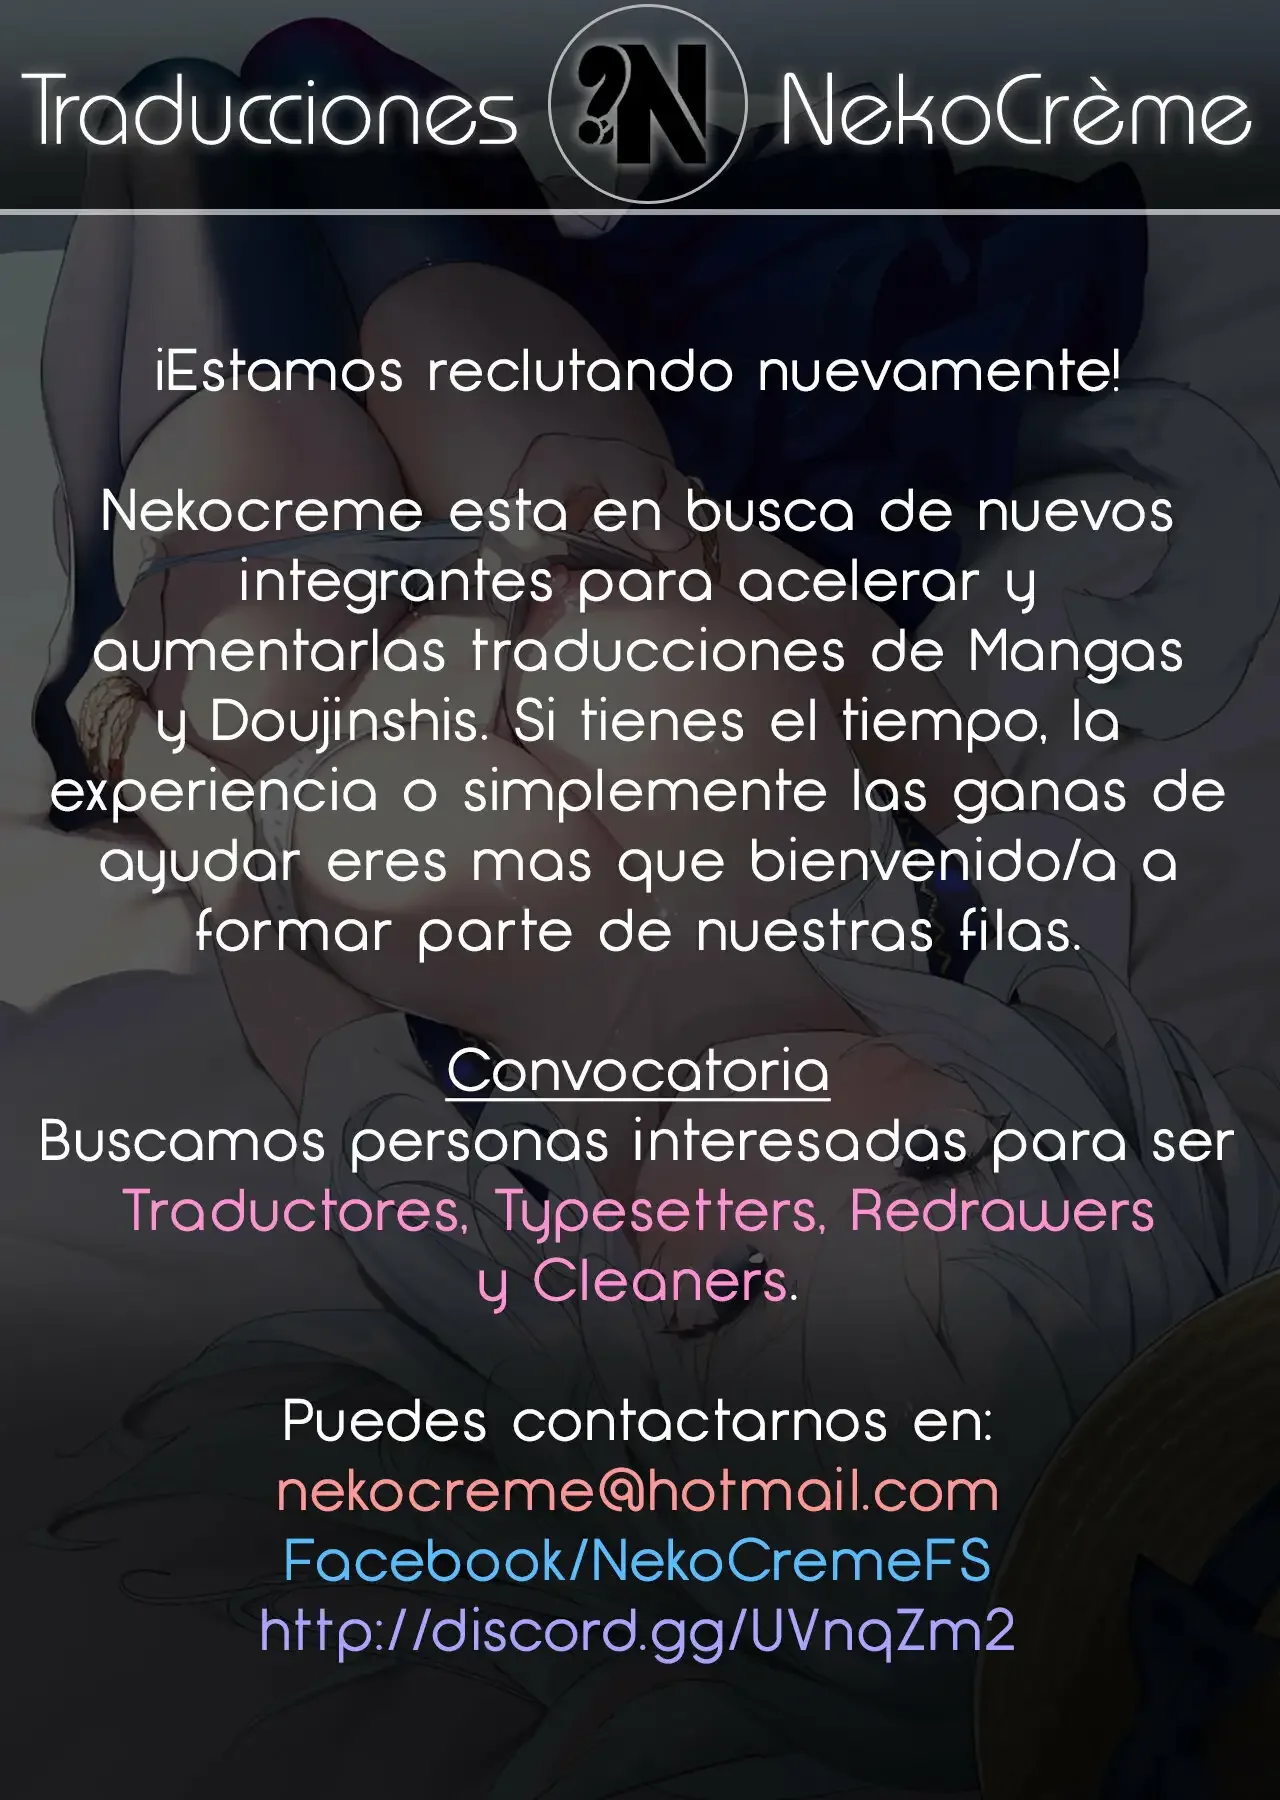 Traducciones ?N NekoCrème
¡Estamos reclutando nuevamente!
Nekocreme esta en busca de nuevos
integrantes para acelerar y
aumentarlas traducciones de Mangas
y Doujinshis. Si tienes el tiempo, la
experiencia o simplemente las ganas de
ayudar eres mas que bienvenido/a a
formar parte de nuestras filas.
Convocatoria
Buscamos personas interesadas para ser
Traductores, Typesetters, Redrawers
y Cleaners.
Puedes contactarnos en:
nekocreme@hotmail.com
Facebook/NekoCremeFS
http://discord.gg/UVnqZm2